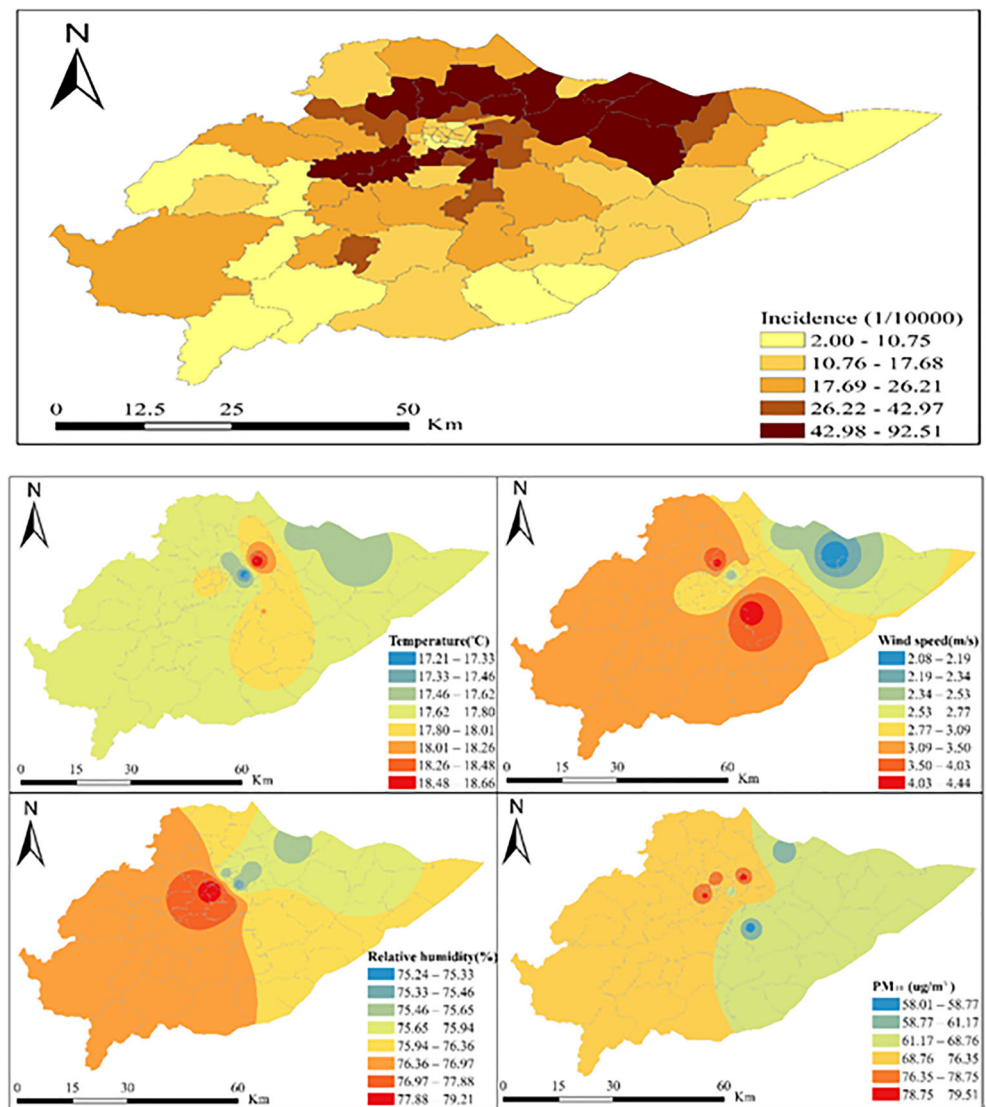 N
Incidence (1/10000)
2.00 - 10.75
10.76 - 17.68
17.69 - 26.21
26.22 - 42.97
42.98 - 92.51
0 12.5 25 50 Km
N
Temperature(°C)
17.21 – 17.33
17.33 – 17.46
17.46 – 17.62
17.62 17.80
17.80 – 18.01
18.01 – 18.26
18.26 – 18.48
18.48 – 18.66
0 15 30 60 Km
N
Wind speed(m/s)
2.08 – 2.19
2.19 – 2.34
2.34 – 2.53
2.53 2.77
2.77 – 3.09
3.09 – 3.50
3.50 – 4.03
4.03 4.44
0 15 30 60 Km
N
Relative humidity(%)
75.24 – 75.33
75.33 – 75.46
75.46 – 75.65
75.65 75.94
75.94 – 76.36
76.36 – 76.97
76.97 – 77.88
77.88 – 79.21
0 15 30 60 Km
N
PM₁₀ (ug/m³)
58.01 – 58.77
58.77 – 61.17
61.17 – 68.76
68.76 76.35
76.35 – 78.75
78.75 79.51
0 15 30 60 Km